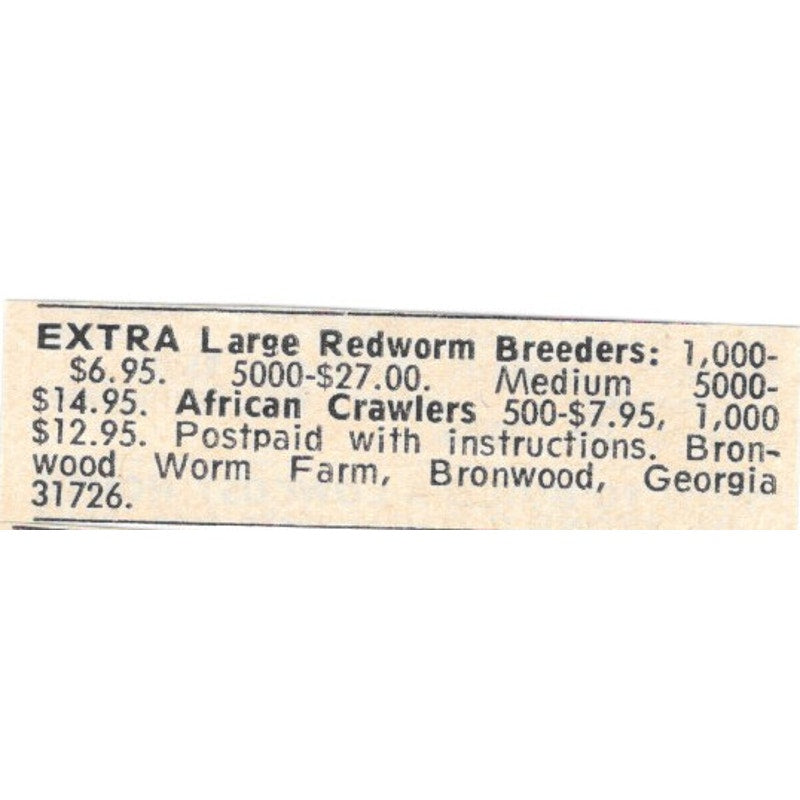 EXTRA Large Redworm Breeders: 1,000-
$6.95. 5000-$27.00. Medium 5000-
$14.95. African Crawlers 500-$7.95, 1,000
$12.95. Postpaid with instructions. Bron-
wood Worm Farm, Bronwood, Georgia
31726.